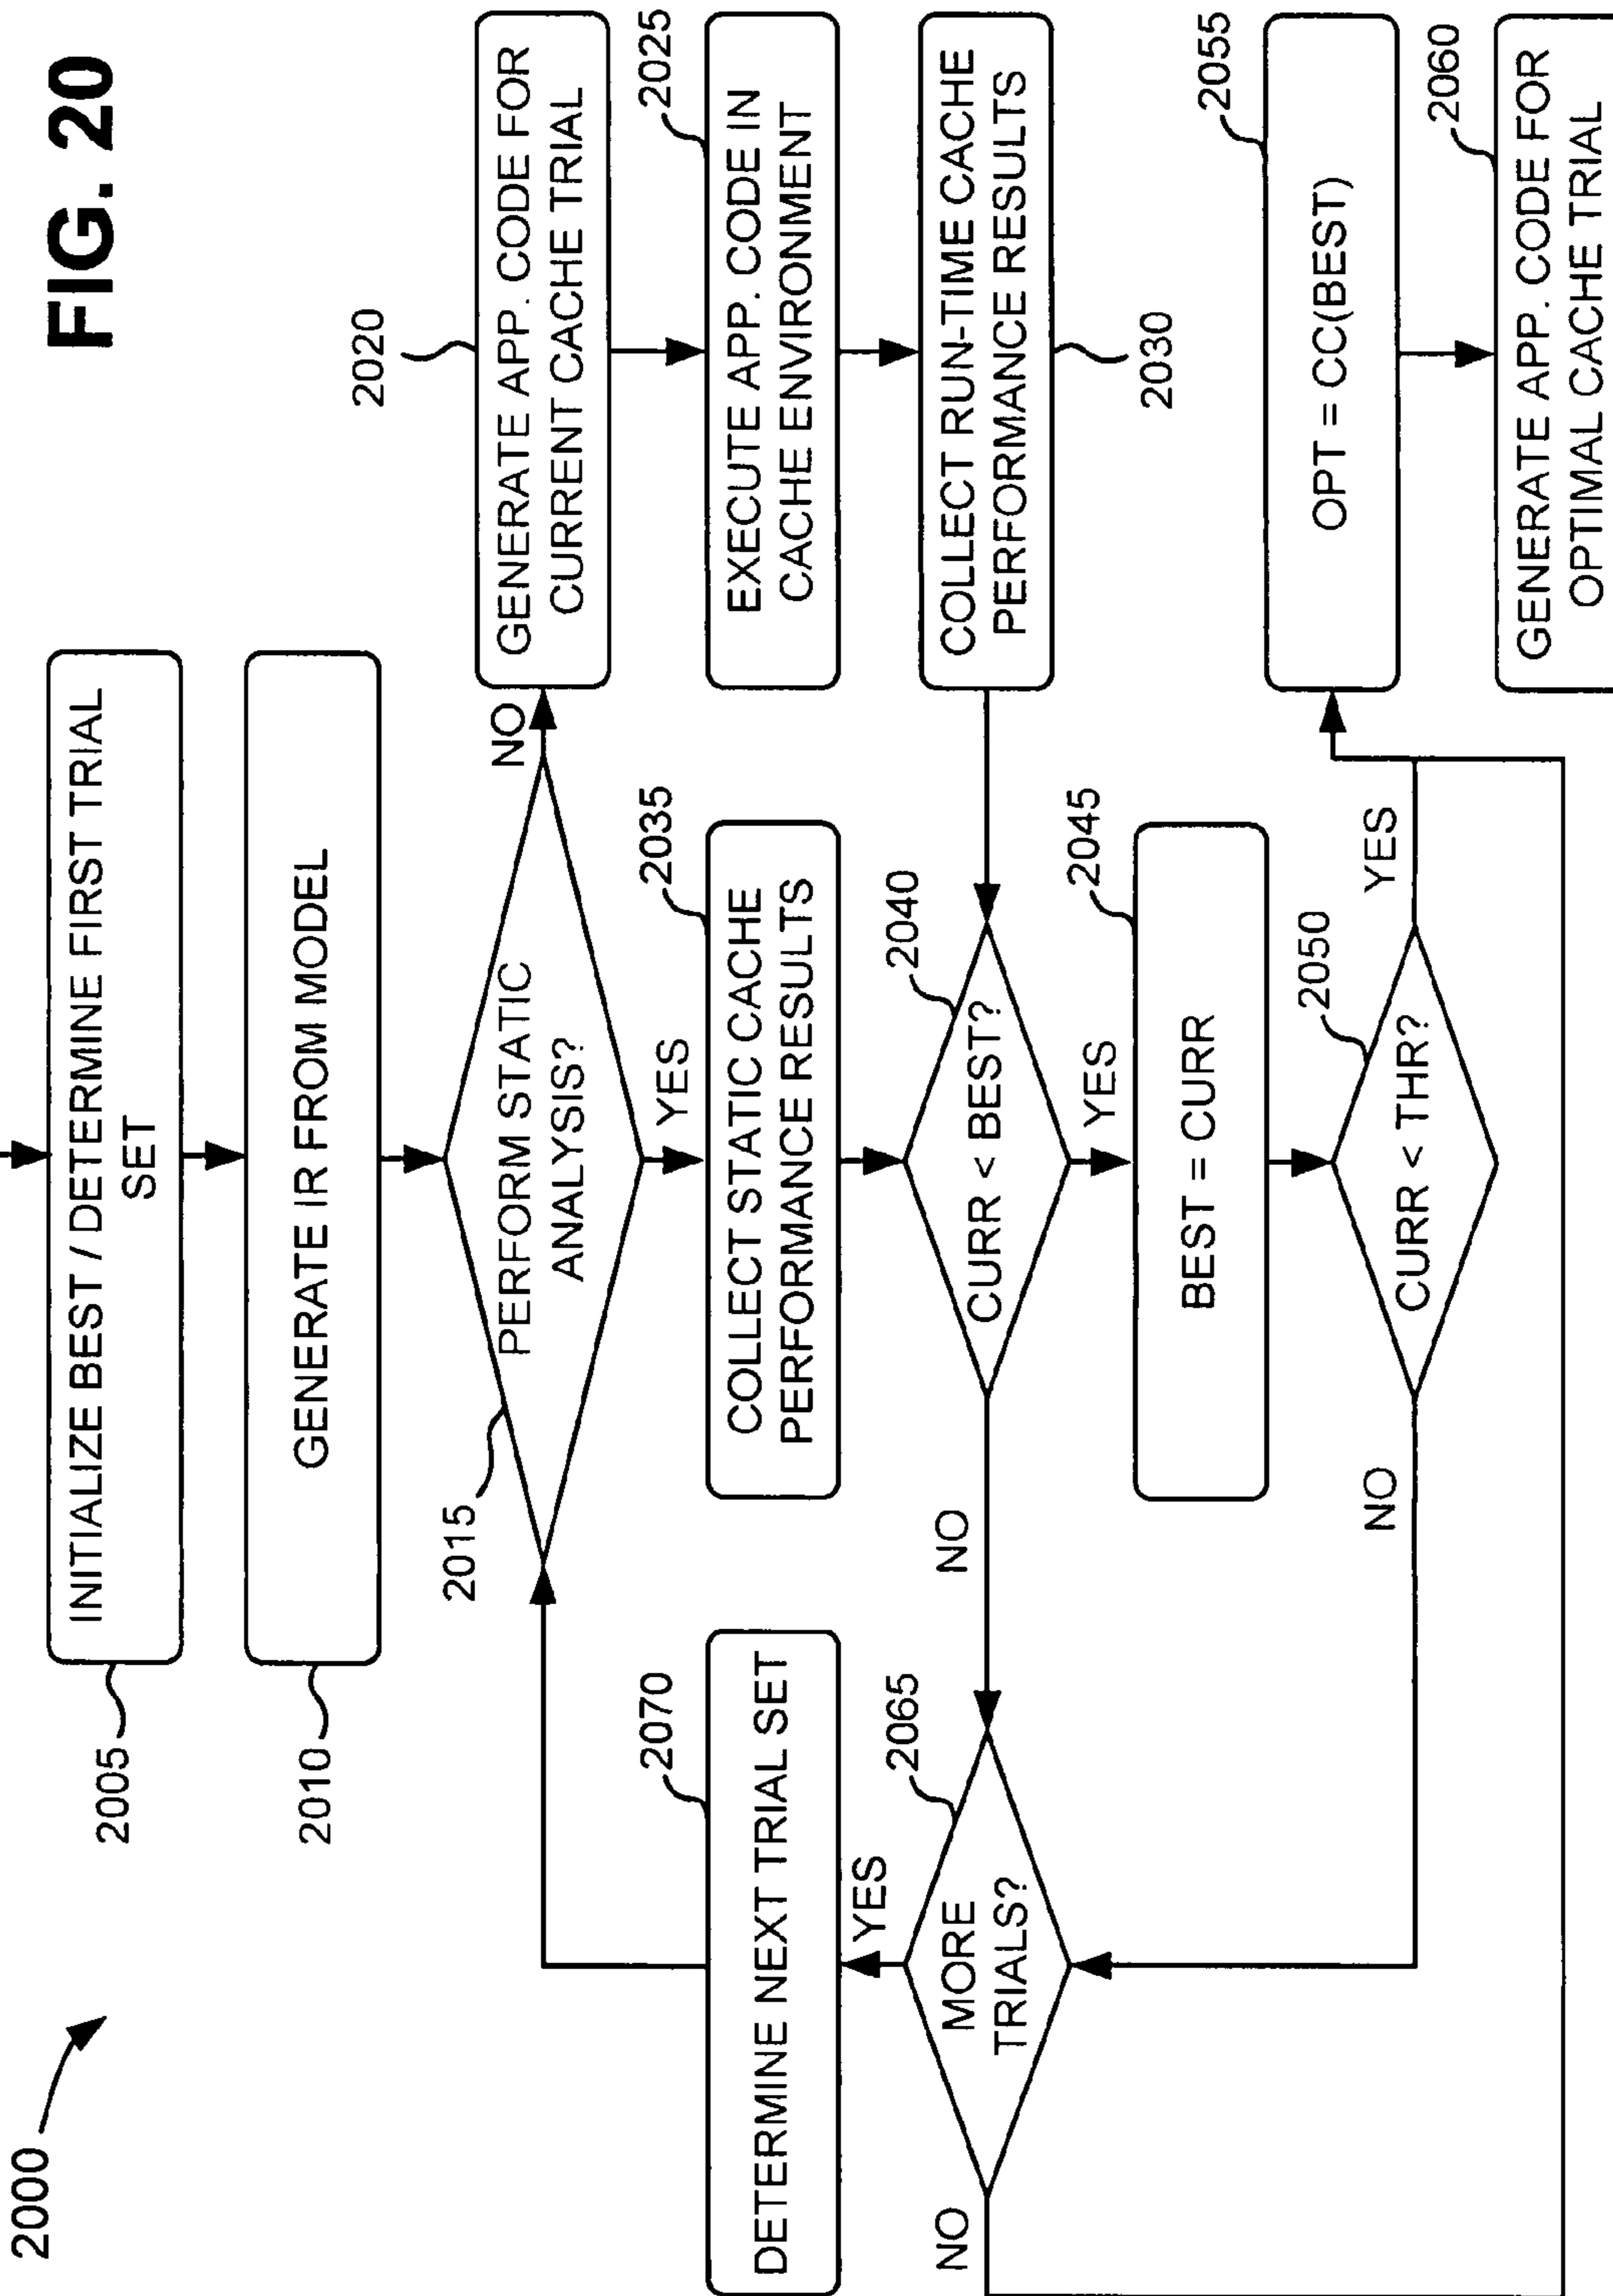 FIG. 20
2000
INITIALIZE BEST / DETERMINE FIRST TRIAL
SET
2005
GENERATE IR FROM MODEL
2010
PERFORM STATIC
ANALYSIS?
2015
NO
YES
GENERATE APP. CODE FOR
CURRENT CACHE TRIAL
2020
EXECUTE APP. CODE IN
CACHE ENVIRONMENT
2025
COLLECT RUN-TIME CACHE
PERFORMANCE RESULTS
2030
COLLECT STATIC CACHE
PERFORMANCE RESULTS
2035
CURR < BEST?
2040
NO
YES
BEST = CURR
2045
CURR < THR?
2050
NO
YES
OPT = CC(BEST)
2055
GENERATE APP. CODE FOR
OPTIMAL CACHE TRIAL
2060
MORE
TRIALS?
2065
NO
YES
DETERMINE NEXT TRIAL SET
2070